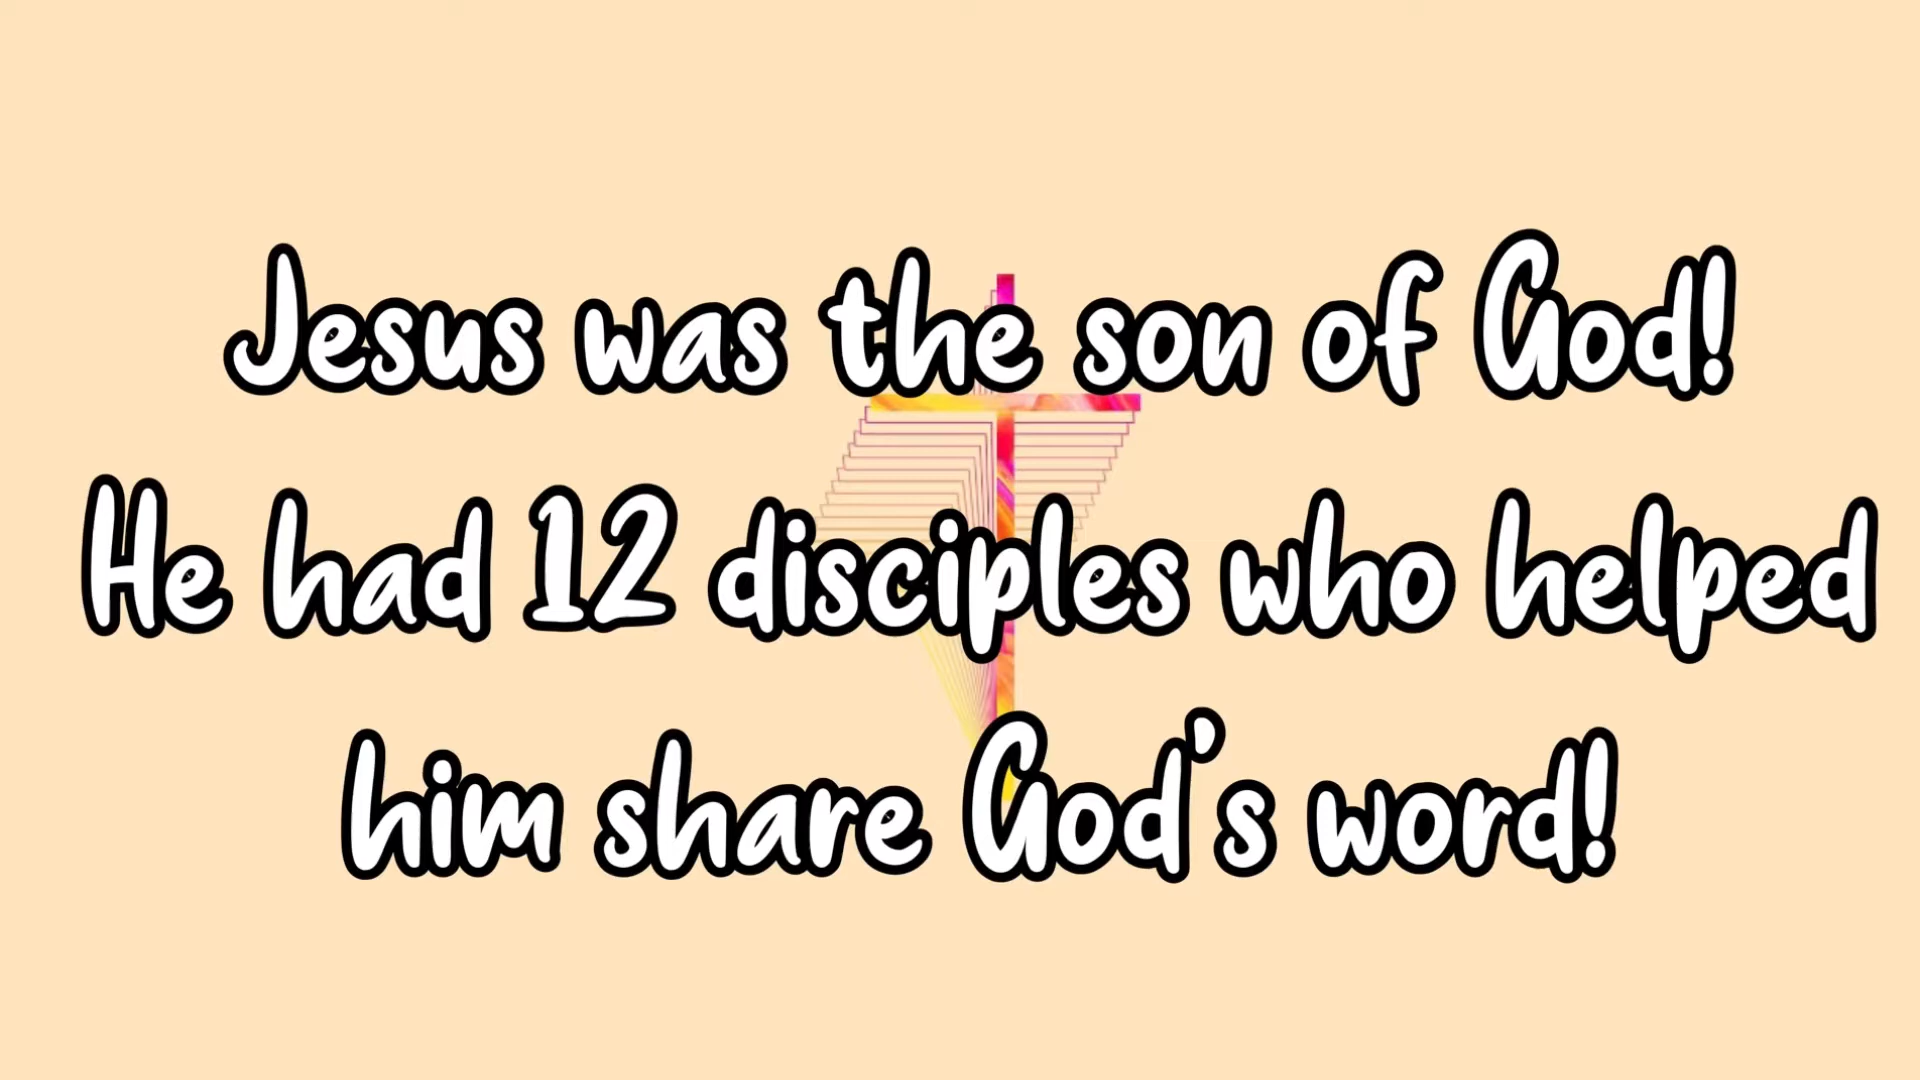 Jesus was the son of God!
He had 12 disciples who helped
him share God's word!